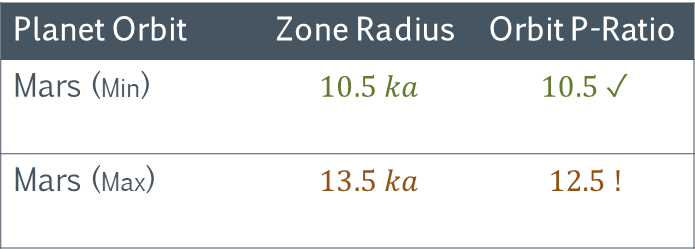 Planet Orbit Zone Radius Orbit P-Ratio
Mars (Min) 10.5 ka 10.5 ✓
Mars (Max) 13.5 ka 12.5 !